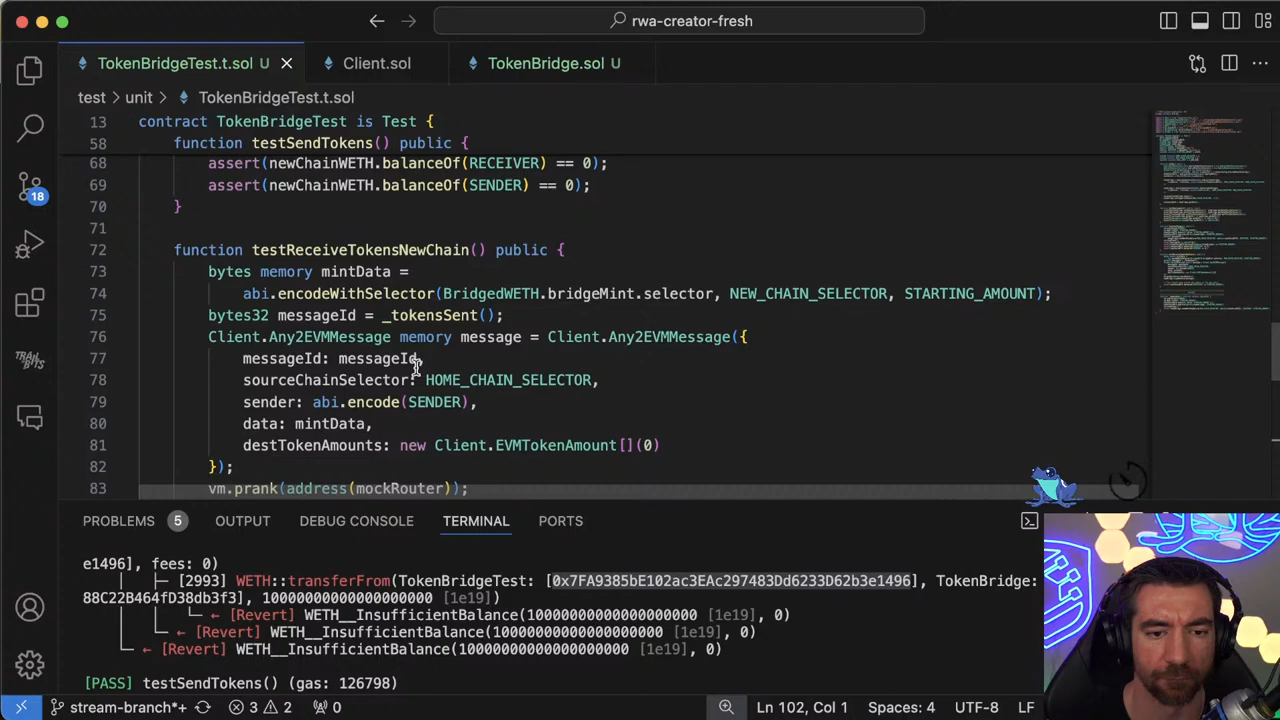 rwa-creator-fresh
TokenBridgeTest.t.sol U
Client.sol
TokenBridge.sol U
test > unit > TokenBridgeTest.t.sol
13 contract TokenBridgeTest is Test {
58 function testSendTokens() public {
68 assert(newChainWETH.balanceOf(RECEIVER) == 0);
69 assert(newChainWETH.balanceOf(SENDER) == 0);
70 }
71
72 function testReceiveTokensNewChain() public {
73 bytes memory mintData =
74 abi.encodeWithSelector(BridgeWETH.bridgeMint.selector, NEW_CHAIN_SELECTOR, STARTING_AMOUNT);
75 bytes32 messageId = _tokensSent();
76 Client.Any2EVMMessage memory message = Client.Any2EVMMessage({
77 messageId: messageId,
78 sourceChainSelector: HOME_CHAIN_SELECTOR,
79 sender: abi.encode(SENDER),
80 data: mintData,
81 destTokenAmounts: new Client.EVMTokenAmount[](0)
82 });
83 vm.prank(address(mockRouter));
18
TRAILBITS
PROBLEMS 5 OUTPUT DEBUG CONSOLE TERMINAL PORTS
e1496], fees: 0)
│ │ ├─ [2993] WETH::transferFrom(TokenBridgeTest: [0x7FA9385bE102ac3EAc297483Dd6233D62b3e1496], TokenBridge:
88C22B464fD38db3f3], 10000000000000000000 [1e19])
│ │ │ └─ ← [Revert] WETH__InsufficientBalance(10000000000000000000 [1e19], 0)
│ │ └─ ← [Revert] WETH__InsufficientBalance(10000000000000000000 [1e19], 0)
│ └─ ← [Revert] WETH__InsufficientBalance(10000000000000000000 [1e19], 0)
[PASS] testSendTokens() (gas: 126798)
stream-branch*+ 3 2 0 Ln 102, Col 1 Spaces: 4 UTF-8 LF